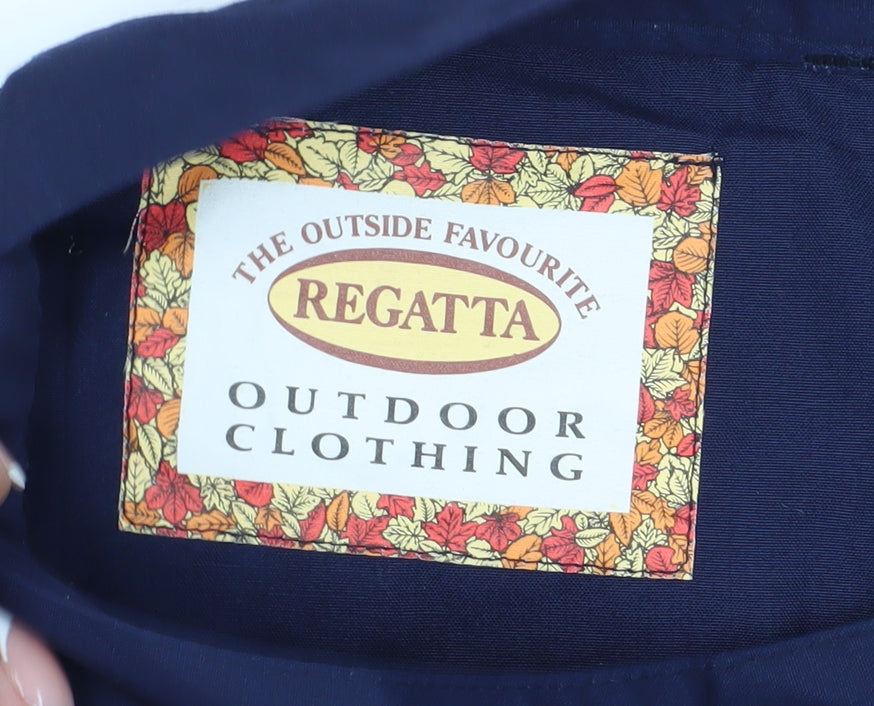 THE OUTSIDE FAVOURITE
REGATTA
OUTDOOR
CLOTHING